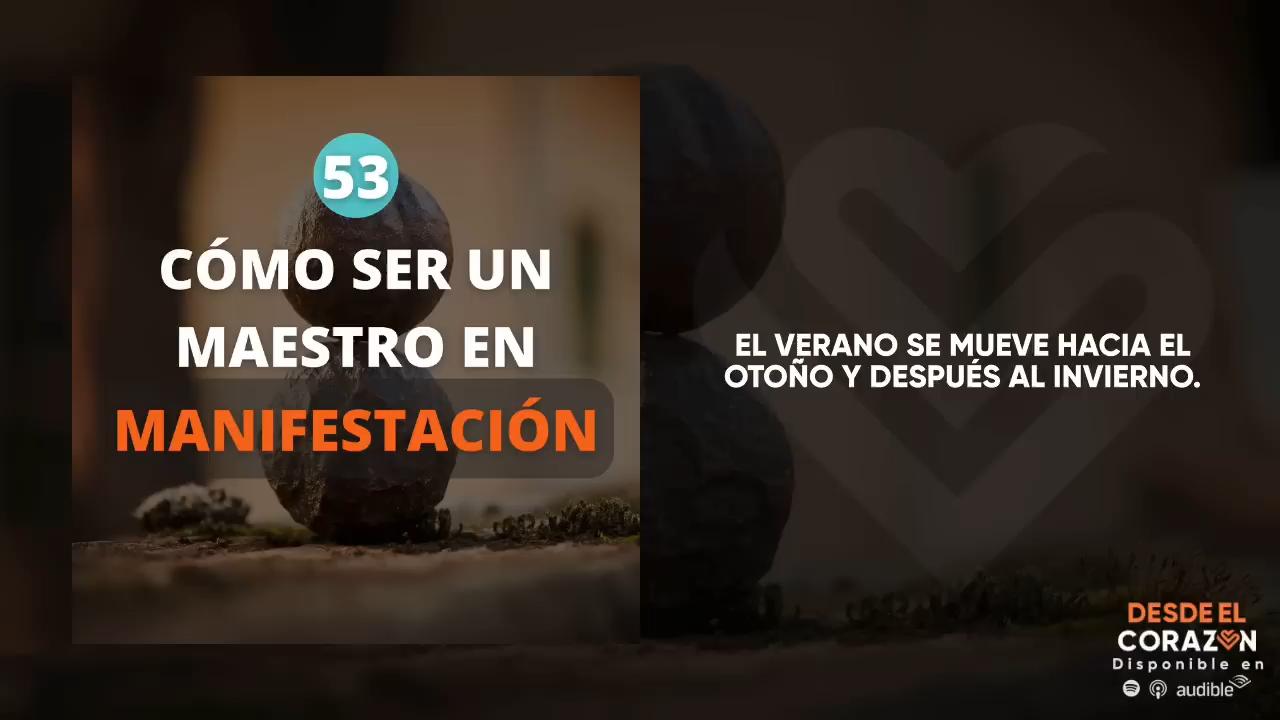 53
CÓMO SER UN
MAESTRO EN
MANIFESTACIÓN
EL VERANO SE MUEVE HACIA EL
OTOÑO Y DESPUÉS AL INVIERNO.
DESDE EL
CORAZÓN
Disponible en
audible